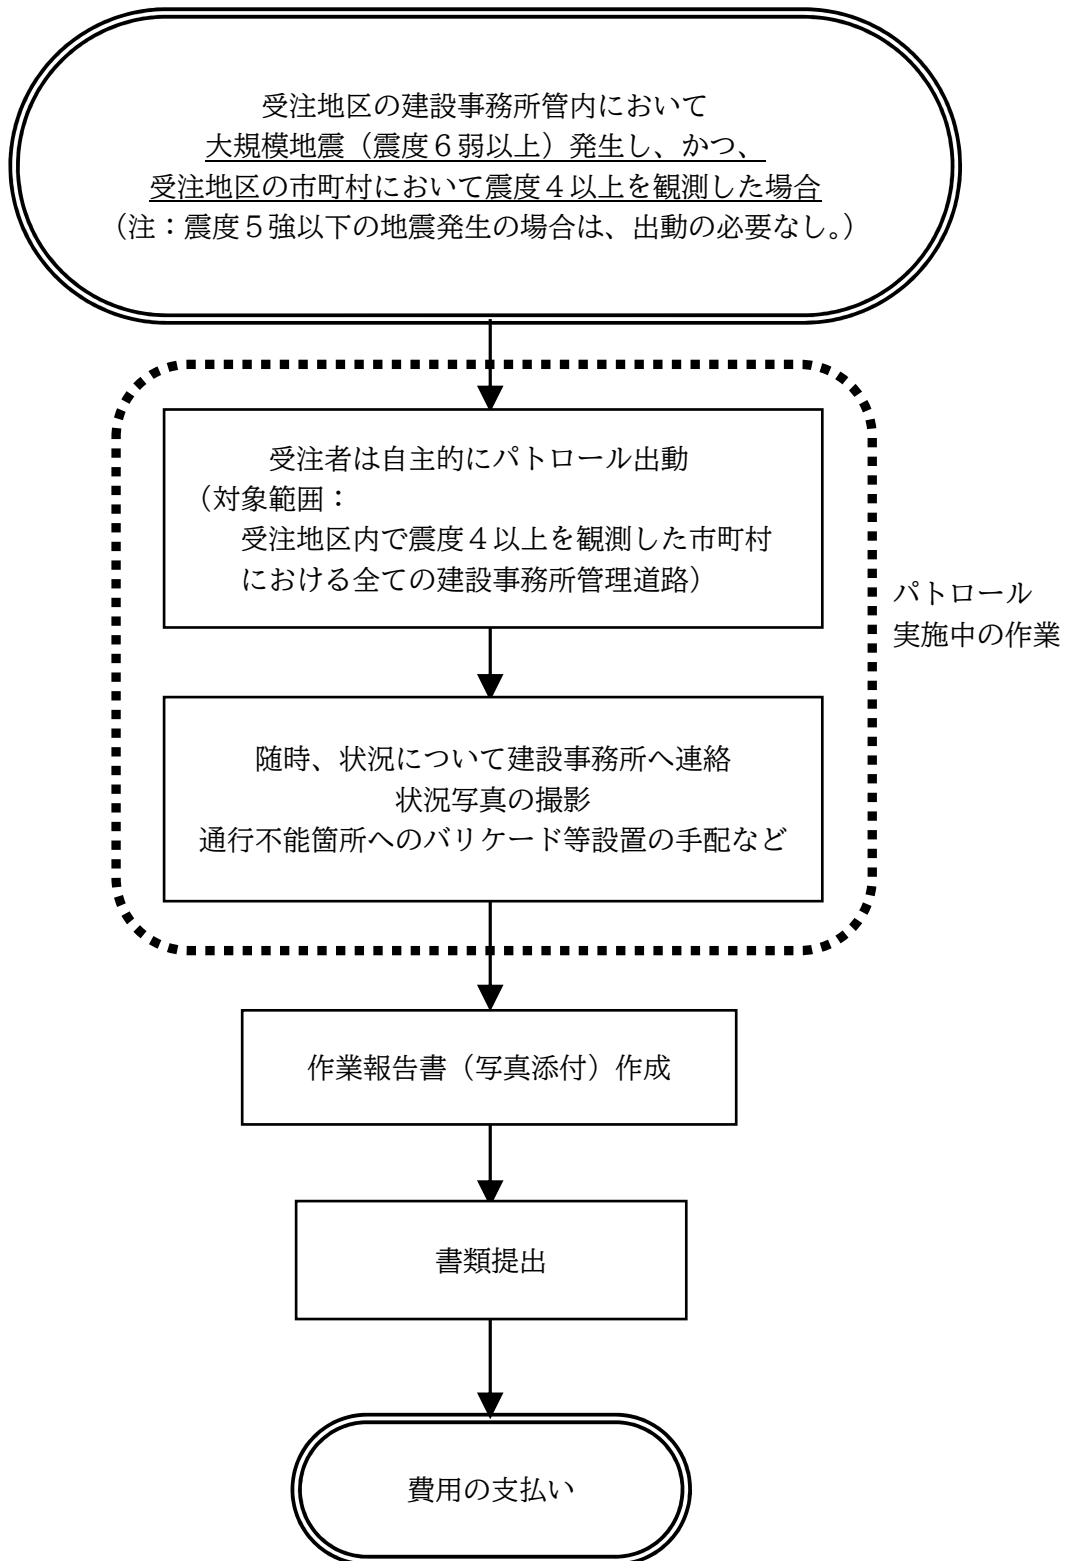 受注地区の建設事務所管内において
大規模地震（震度６弱以上）発生し、かつ、
受注地区の市町村において震度４以上を観測した場合
（注：震度５強以下の地震発生の場合は、出動の必要なし。）
受注者は自主的にパトロール出動
（対象範囲：
受注地区内で震度４以上を観測した市町村
における全ての建設事務所管理道路）
パトロール
実施中の作業
随時、状況について建設事務所へ連絡
状況写真の撮影
通行不能箇所へのバリケード等設置の手配など
作業報告書（写真添付）作成
書類提出
費用の支払い